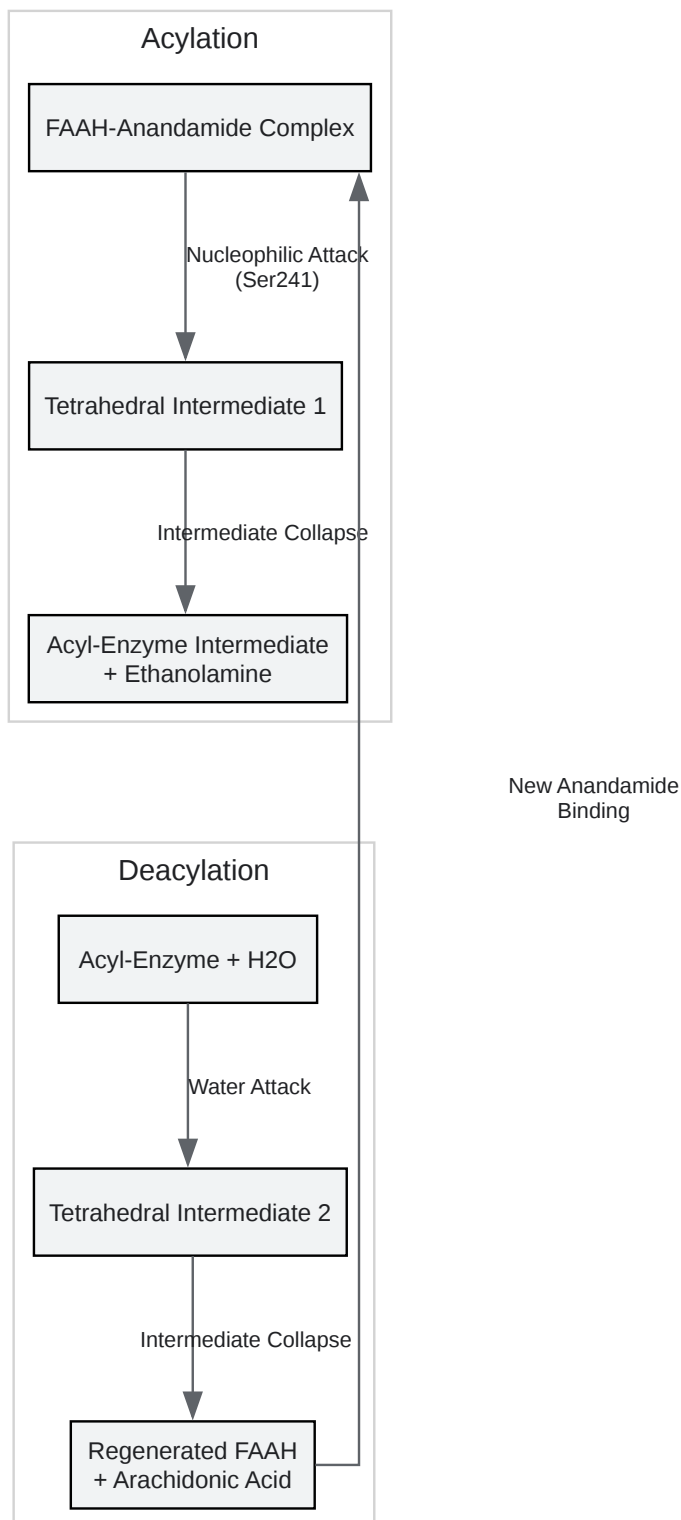 Acylation
FAAH-Anandamide Complex
Nucleophilic Attack
(Ser241)
Tetrahedral Intermediate 1
Intermediate Collapse
Acyl-Enzyme Intermediate
+ Ethanolamine
New Anandamide
Binding
Deacylation
Acyl-Enzyme + H2O
Water Attack
Tetrahedral Intermediate 2
Intermediate Collapse
Regenerated FAAH
+ Arachidonic Acid